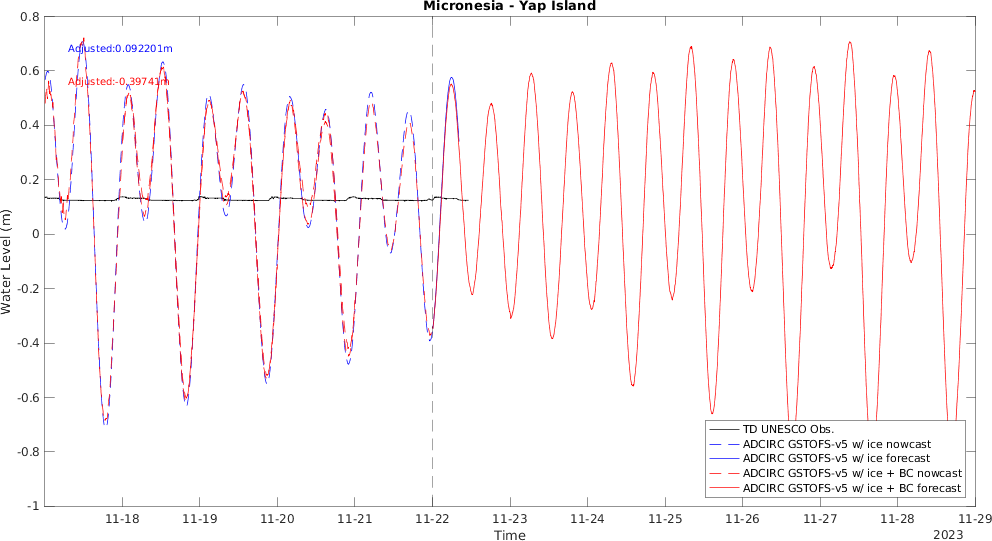 Micronesia - Yap Island
0.8
0.6
0.4
0.2
0
-0.2
-0.4
-0.6
-0.8
-1
Water Level (m)
Adjusted:0.092201m
Adjusted:-0.39741m
TD UNESCO Obs.
ADCIRC GSTOFS-v5 w/ ice nowcast
ADCIRC GSTOFS-v5 w/ ice forecast
ADCIRC GSTOFS-v5 w/ ice + BC nowcast
ADCIRC GSTOFS-v5 w/ ice + BC forecast
11-18 11-19 11-20 11-21 11-22 11-23 11-24 11-25 11-26 11-27 11-28 11-29
Time
2023